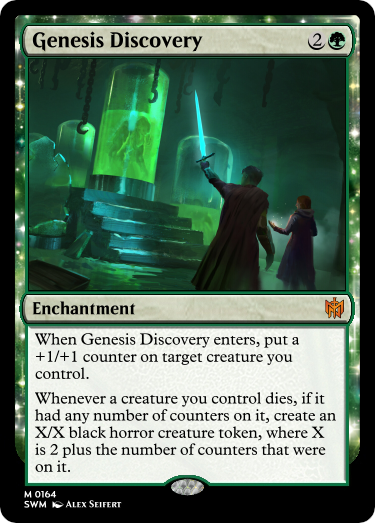 Genesis Discovery 2
Enchantment
When Genesis Discovery enters, put a
+1/+1 counter on target creature you
control.
Whenever a creature you control dies, if it
had any number of counters on it, create an
X/X black horror creature token, where X
is 2 plus the number of counters that were
on it.
M 0164
SWM Alex Seifert